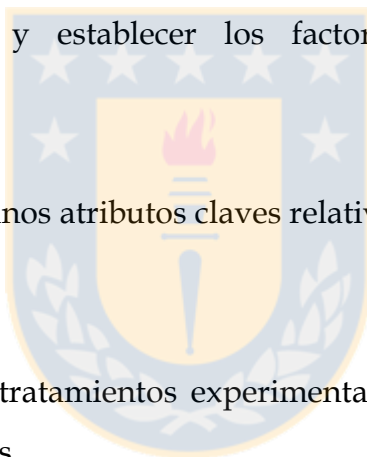 y establecer los factor
nos atributos claves relativ
tratamientos experimenta
s